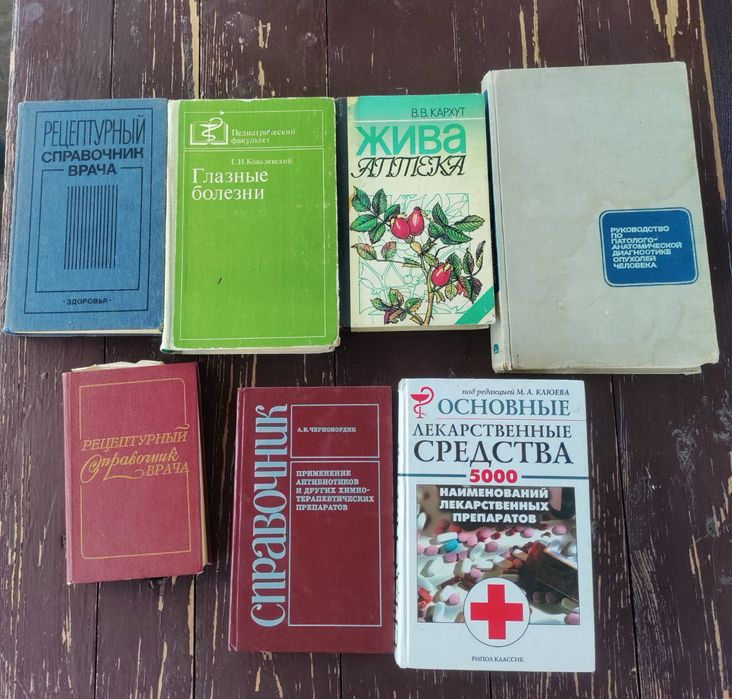 РЕЦЕПТУРНЫЙ
СПРАВОЧНИК
ВРАЧА
·ЗДОРОВЬЯ·
Педиатрический
факультет
Е. И. Ковалевский
Глазные
болезни
В. В. КАРХУТ
ЖИВА
АПТЕКА
РУКОВОДСТВО
ПО
ПАТОЛОГО-
АНАТОМИЧЕСКОЙ
ДИАГНОСТИКЕ
ОПУХОЛЕЙ
ЧЕЛОВЕКА
РЕЦЕПТУРНЫЙ
Справочник
ВРАЧА
СПРАВОЧНИК
А.Б.ЧЕРНОМОРДИК
ПРИМЕНЕНИЕ
АНТИБИОТИКОВ
И ДРУГИХ ХИМИО-
ТЕРАПЕВТИЧЕСКИХ
ПРЕПАРАТОВ
под редакцией М. А. КЛЮЕВА
ОСНОВНЫЕ
ЛЕКАРСТВЕННЫЕ
СРЕДСТВА
5000
НАИМЕНОВАНИЙ
ЛЕКАРСТВЕННЫХ
ПРЕПАРАТОВ
РИПОЛ КЛАССИК